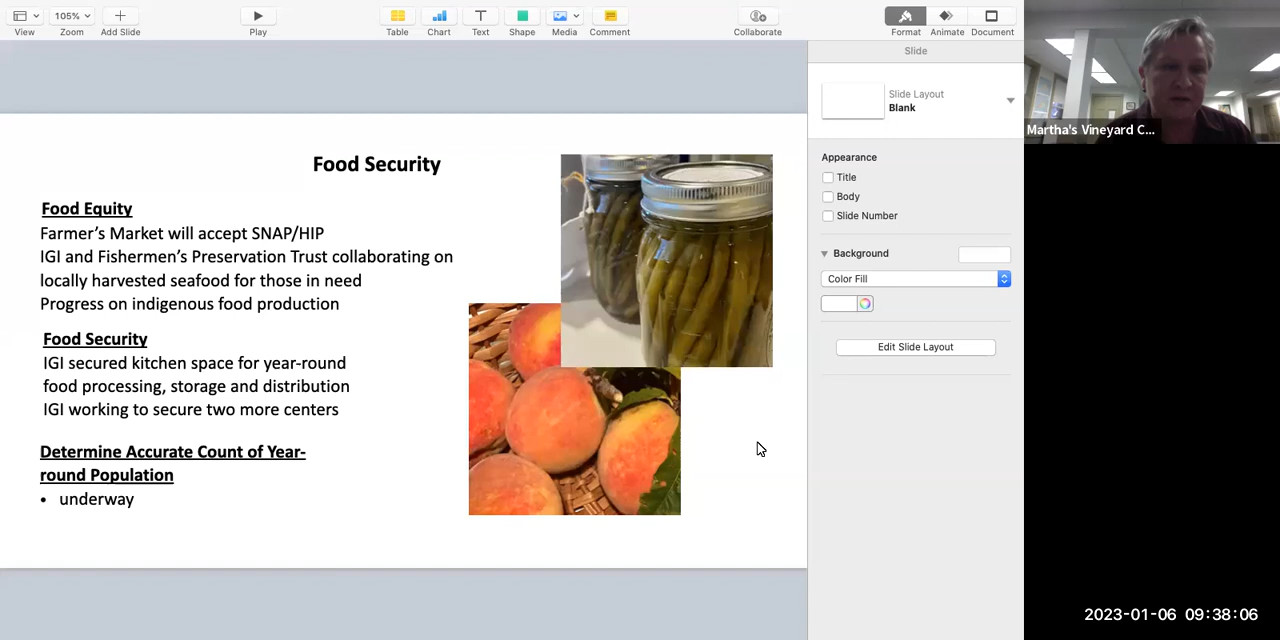 105%
View
Zoom
Add Slide
Play
Table
Chart
Text
Shape
Media
Comment
Collaborate
Format
Animate
Document
Slide
Slide Layout
Blank
Appearance
Title
Body
Slide Number
Background
Color Fill
Edit Slide Layout
Food Security
Food Equity
Farmer’s Market will accept SNAP/HIP
IGI and Fishermen’s Preservation Trust collaborating on
locally harvested seafood for those in need
Progress on indigenous food production
Food Security
IGI secured kitchen space for year-round
food processing, storage and distribution
IGI working to secure two more centers
Determine Accurate Count of Year-
round Population
• underway
Martha's Vineyard C...
2023-01-06 09:38:06